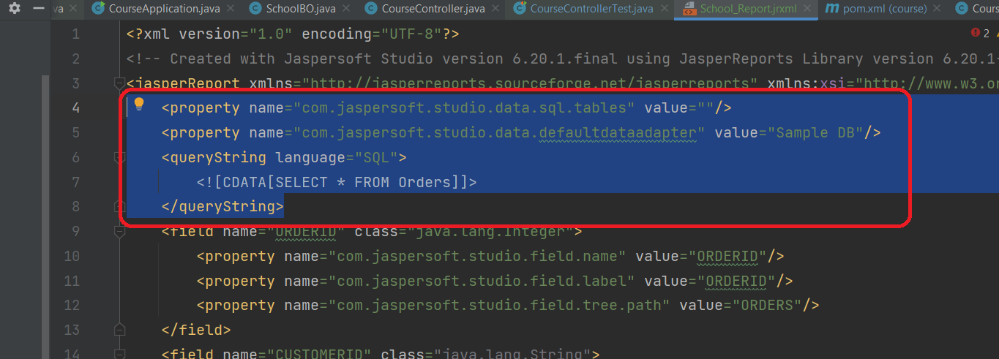 va CourseApplication.java SchoolBO.java CourseController.java CourseControllerTest.java School_Report.jrxml pom.xml (course) Cours
1 <?xml version="1.0" encoding="UTF-8"?> 2
2 <!-- Created with Jaspersoft Studio version 6.20.1.final using JasperReports Library version 6.20.1-
3 <jasperReport xmlns="http://jasperreports.sourceforge.net/jasperreports" xmlns:xsi="http://www.w3.or
4 <property name="com.jaspersoft.studio.data.sql.tables" value=""/>
5 <property name="com.jaspersoft.studio.data.defaultdataadapter" value="Sample DB"/>
6 <queryString language="SQL">
7 <![CDATA[SELECT * FROM Orders]]>
8 </queryString>
9 <field name="ORDERID" class="java.lang.Integer">
10 <property name="com.jaspersoft.studio.field.name" value="ORDERID"/>
11 <property name="com.jaspersoft.studio.field.label" value="ORDERID"/>
12 <property name="com.jaspersoft.studio.field.tree.path" value="ORDERS"/>
13 </field>
14 <field name="CUSTOMERID" class="java.lang.String">